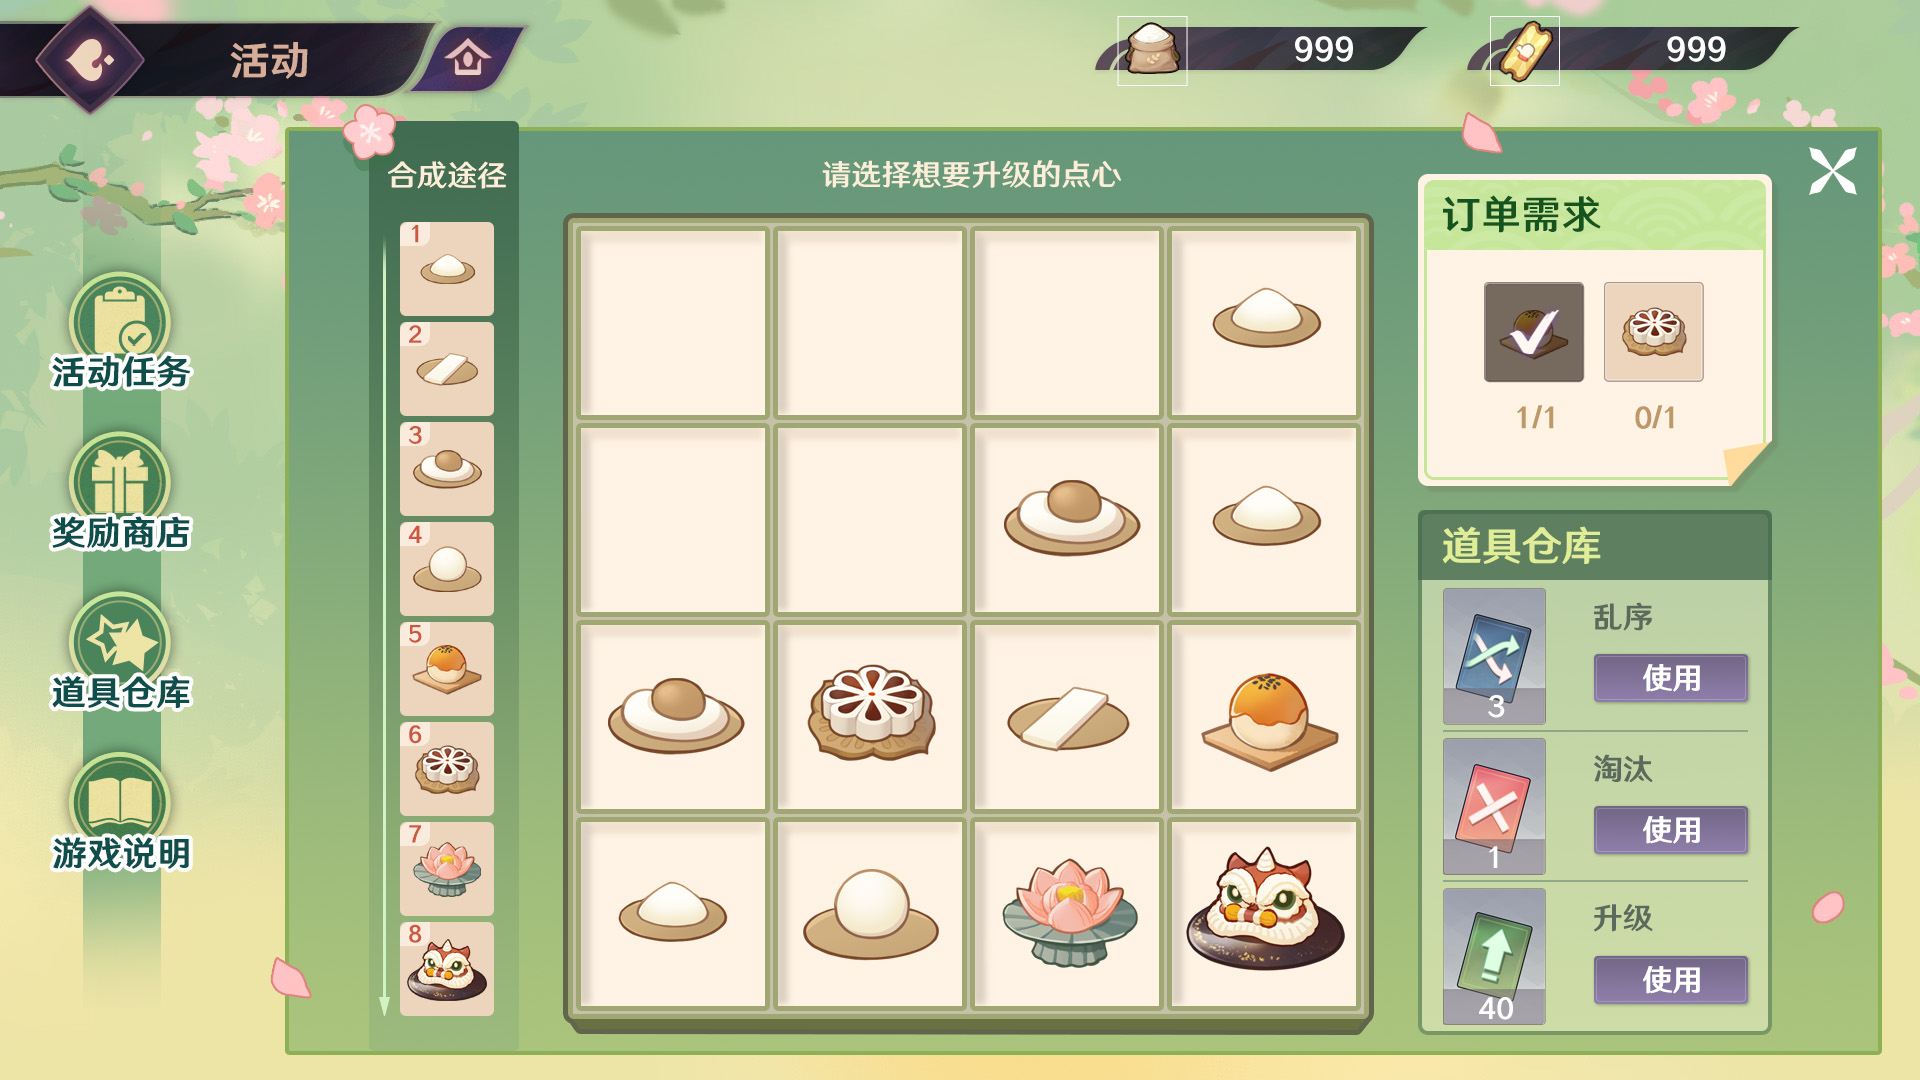 活动
999
999
合成途径
请选择想要升级的点心
订单需求
1
2
3
4
5
6
7
8
1/1
0/1
活动任务
奖励商店
道具仓库
游戏说明
道具仓库
乱序
使用
3
淘汰
使用
1
升级
使用
40